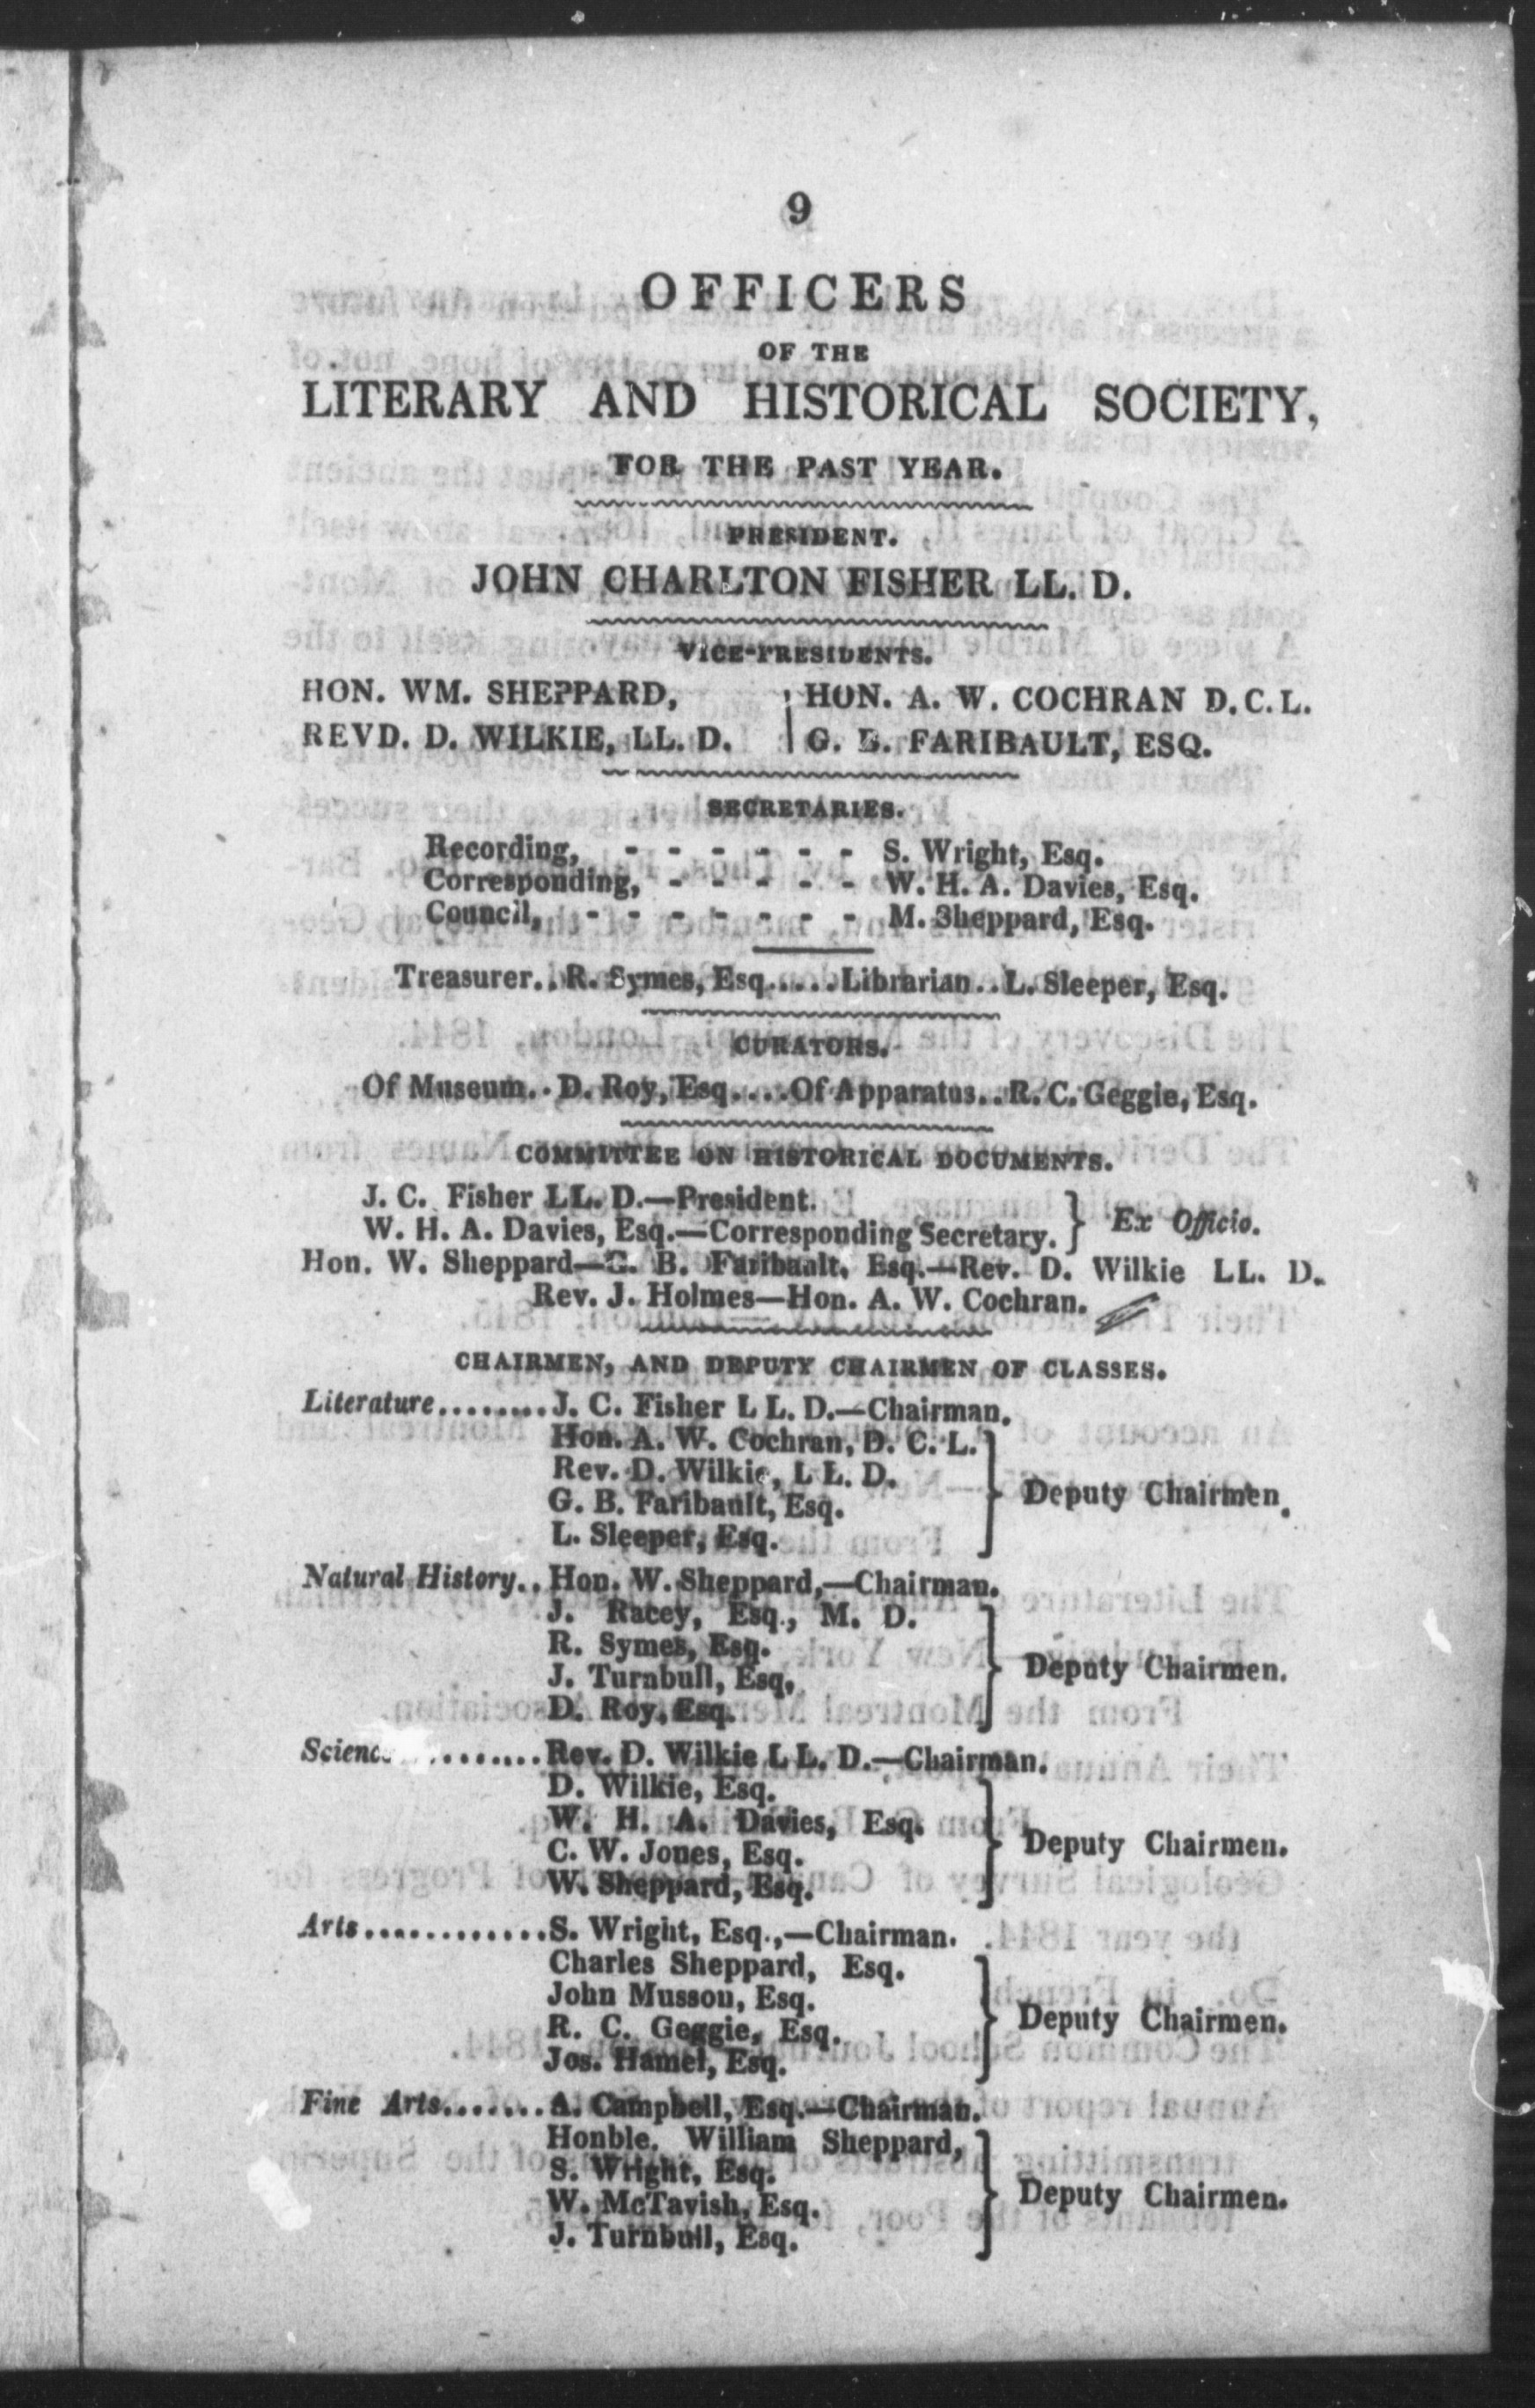 9
OFFICERS
OF THE
LITERARY AND HISTORICAL SOCIETY,
FOR THE PAST YEAR.
PRESIDENT.
JOHN CHARLTON FISHER LL. D.
VICE-PRESIDENTS.
HON. WM. SHEPPARD, HON. A. W. COCHRAN D.C.L.
REVD. D. WILKIE, LL. D. G. B. FARIBAULT, ESQ.
SECRETARIES.
Recording, - - - - - - S. Wright, Esq.
Corresponding, - - - - - W. H. A. Davies, Esq.
Council, - - - - - - - M. Sheppard, Esq.
Treasurer..R. Symes, Esq.....Librarian..L. Sleeper, Esq.
CURATORS.
Of Museum..D. Roy, Esq....Of Apparatus..R. C. Geggie, Esq.
COMMITTEE ON HISTORICAL DOCUMENTS.
J. C. Fisher LL. D.—President.
W. H. A. Davies, Esq.—Corresponding Secretary. } Ex Officio.
Hon. W. Sheppard—G. B. Faribault, Esq.—Rev. D. Wilkie LL. D.
Rev. J. Holmes—Hon. A. W. Cochran.
CHAIRMEN, AND DEPUTY CHAIRMEN OF CLASSES.
Literature........J. C. Fisher L L. D.—Chairman.
Hon. A. W. Cochran, D. C. L.
Rev. D. Wilkie, L L. D.
G. B. Faribault, Esq. } Deputy Chairmen.
L. Sleeper, Esq.
Natural History..Hon. W. Sheppard,—Chairman.
J. Racey, Esq., M. D.
R. Symes, Esq.
J. Turnbull, Esq. } Deputy Chairmen.
D. Roy, Esq.
Science..........Rev. D. Wilkie L L. D.—Chairman.
D. Wilkie, Esq.
W. H. A. Davies, Esq.
C. W. Jones, Esq. } Deputy Chairmen.
W. Sheppard, Esq.
Arts.............S. Wright, Esq.,—Chairman.
Charles Sheppard, Esq.
John Musson, Esq.
R. C. Geggie, Esq. } Deputy Chairmen.
Jos. Hamel, Esq.
Fine Arts.......A. Campbell, Esq.—Chairman.
Honble. William Sheppard,
S. Wright, Esq.
W. McTavish, Esq. } Deputy Chairmen.
J. Turnbull, Esq.